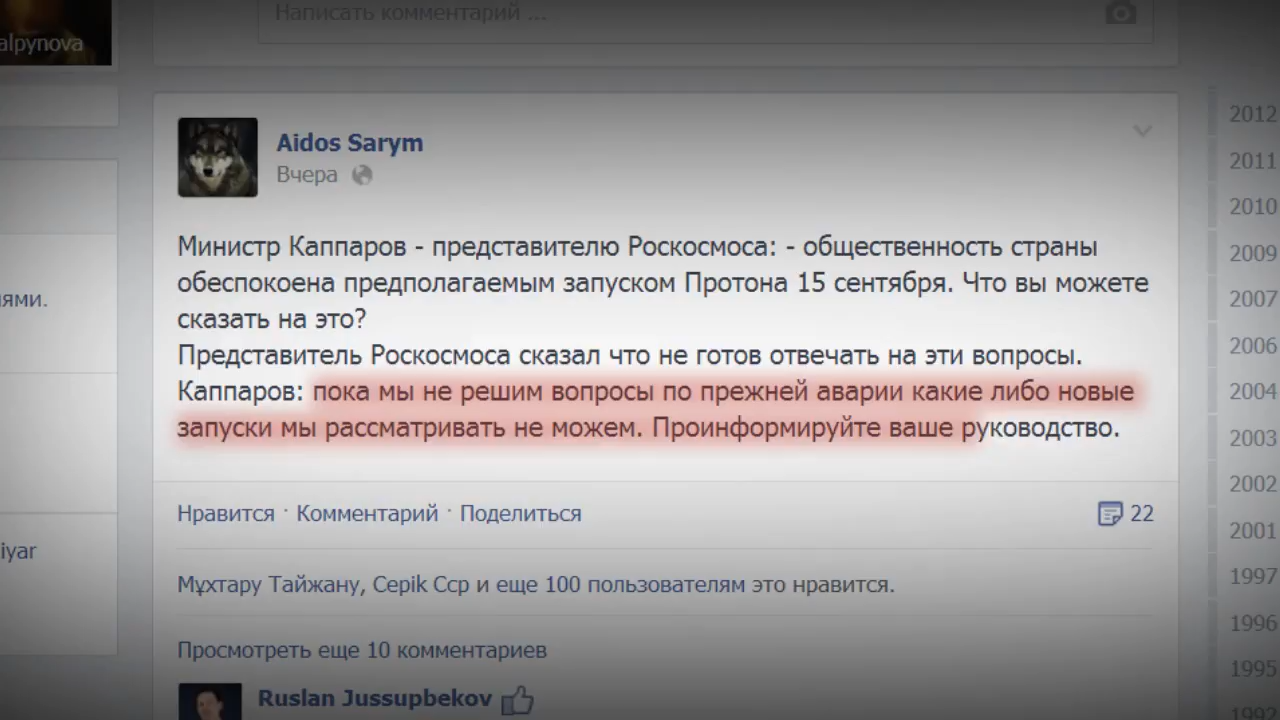 Написать комментарий ...
alpynova
Aidos Sarym
Вчера
Министр Каппаров - представителю Роскосмоса: - общественность страны
обеспокоена предполагаемым запуском Протона 15 сентября. Что вы можете
сказать на это?
Представитель Роскосмоса сказал что не готов отвечать на эти вопросы.
Каппаров: пока мы не решим вопросы по прежней аварии какие либо новые
запуски мы рассматривать не можем. Проинформируйте ваше руководство.
Нравится · Комментарий · Поделиться
22
Мұхтару Тайжану, Серік Сср и еще 100 пользователям это нравится.
Просмотреть еще 10 комментариев
Ruslan Jussupbekov
ями.
iyar
2012
2011
2010
2009
2007
2006
2004
2003
2002
2001
1997
1996
1995
1992